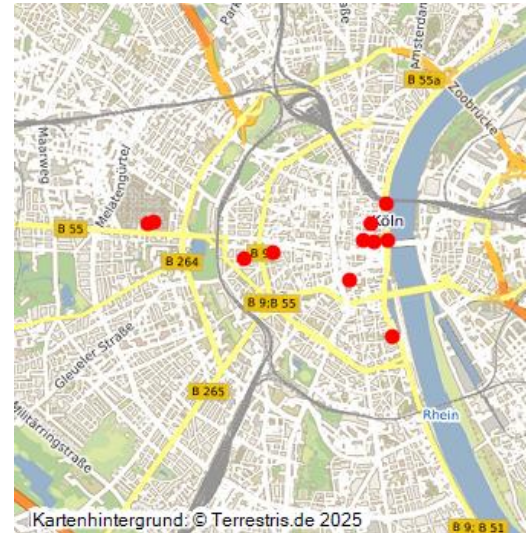 Amsterdam
B 55a
Zoobrücke
Maarweg
Melatengürtel
B 55
Köln
B 264
B 9
B 9;B 55
Gleueler Straße
B 265
Militärringstraße
Rhein
Kartenhintergrund: © Terrestris.de 2025
B 9; B 51